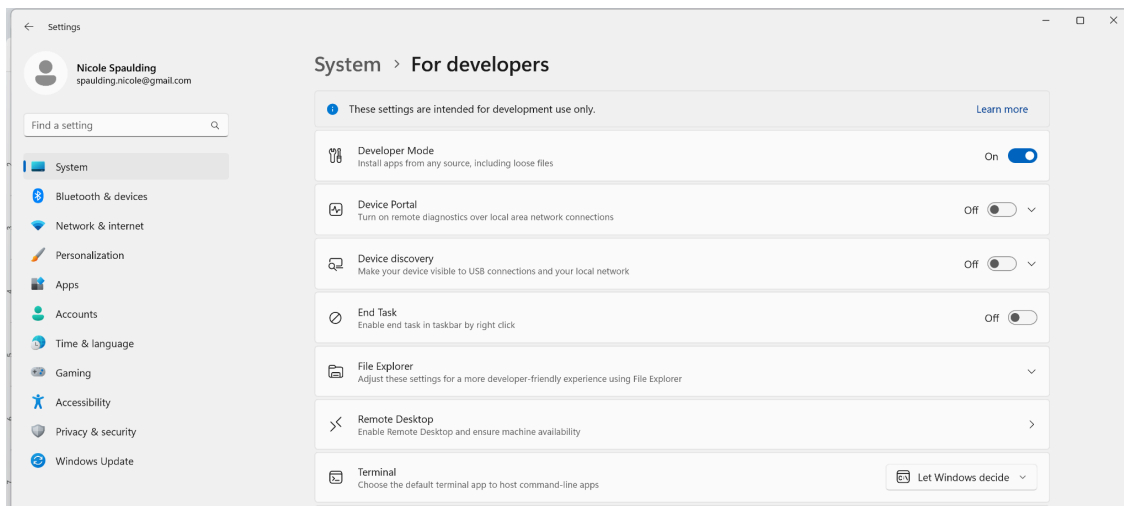 Settings
Nicole Spaulding
spaulding.nicole@gmail.com
Find a setting
System
Bluetooth & devices
Network & internet
Personalization
Apps
Accounts
Time & language
Gaming
Accessibility
Privacy & security
Windows Update
System > For developers
These settings are intended for development use only. Learn more
Developer Mode
Install apps from any source, including loose files
On
Device Portal
Turn on remote diagnostics over local area network connections
Off
Device discovery
Make your device visible to USB connections and your local network
Off
End Task
Enable end task in taskbar by right click
Off
File Explorer
Adjust these settings for a more developer-friendly experience using File Explorer
Remote Desktop
Enable Remote Desktop and ensure machine availability
Terminal
Choose the default terminal app to host command-line apps
Let Windows decide